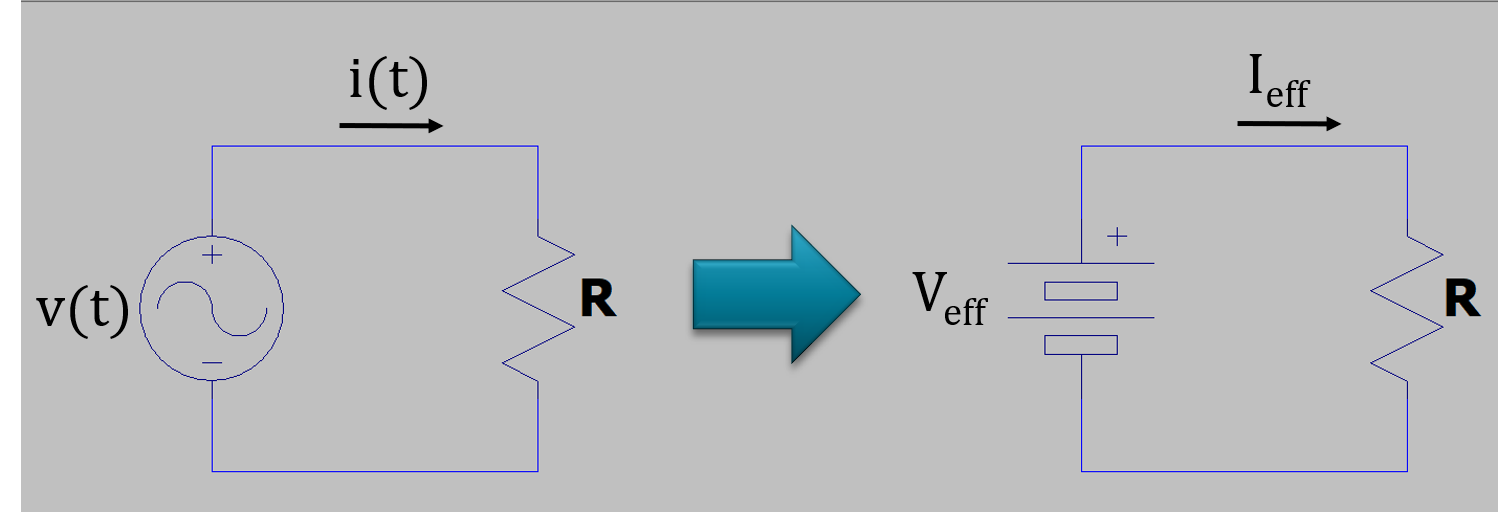 i(t)
v(t)
+
−
R
I_eff
V_eff
+
R